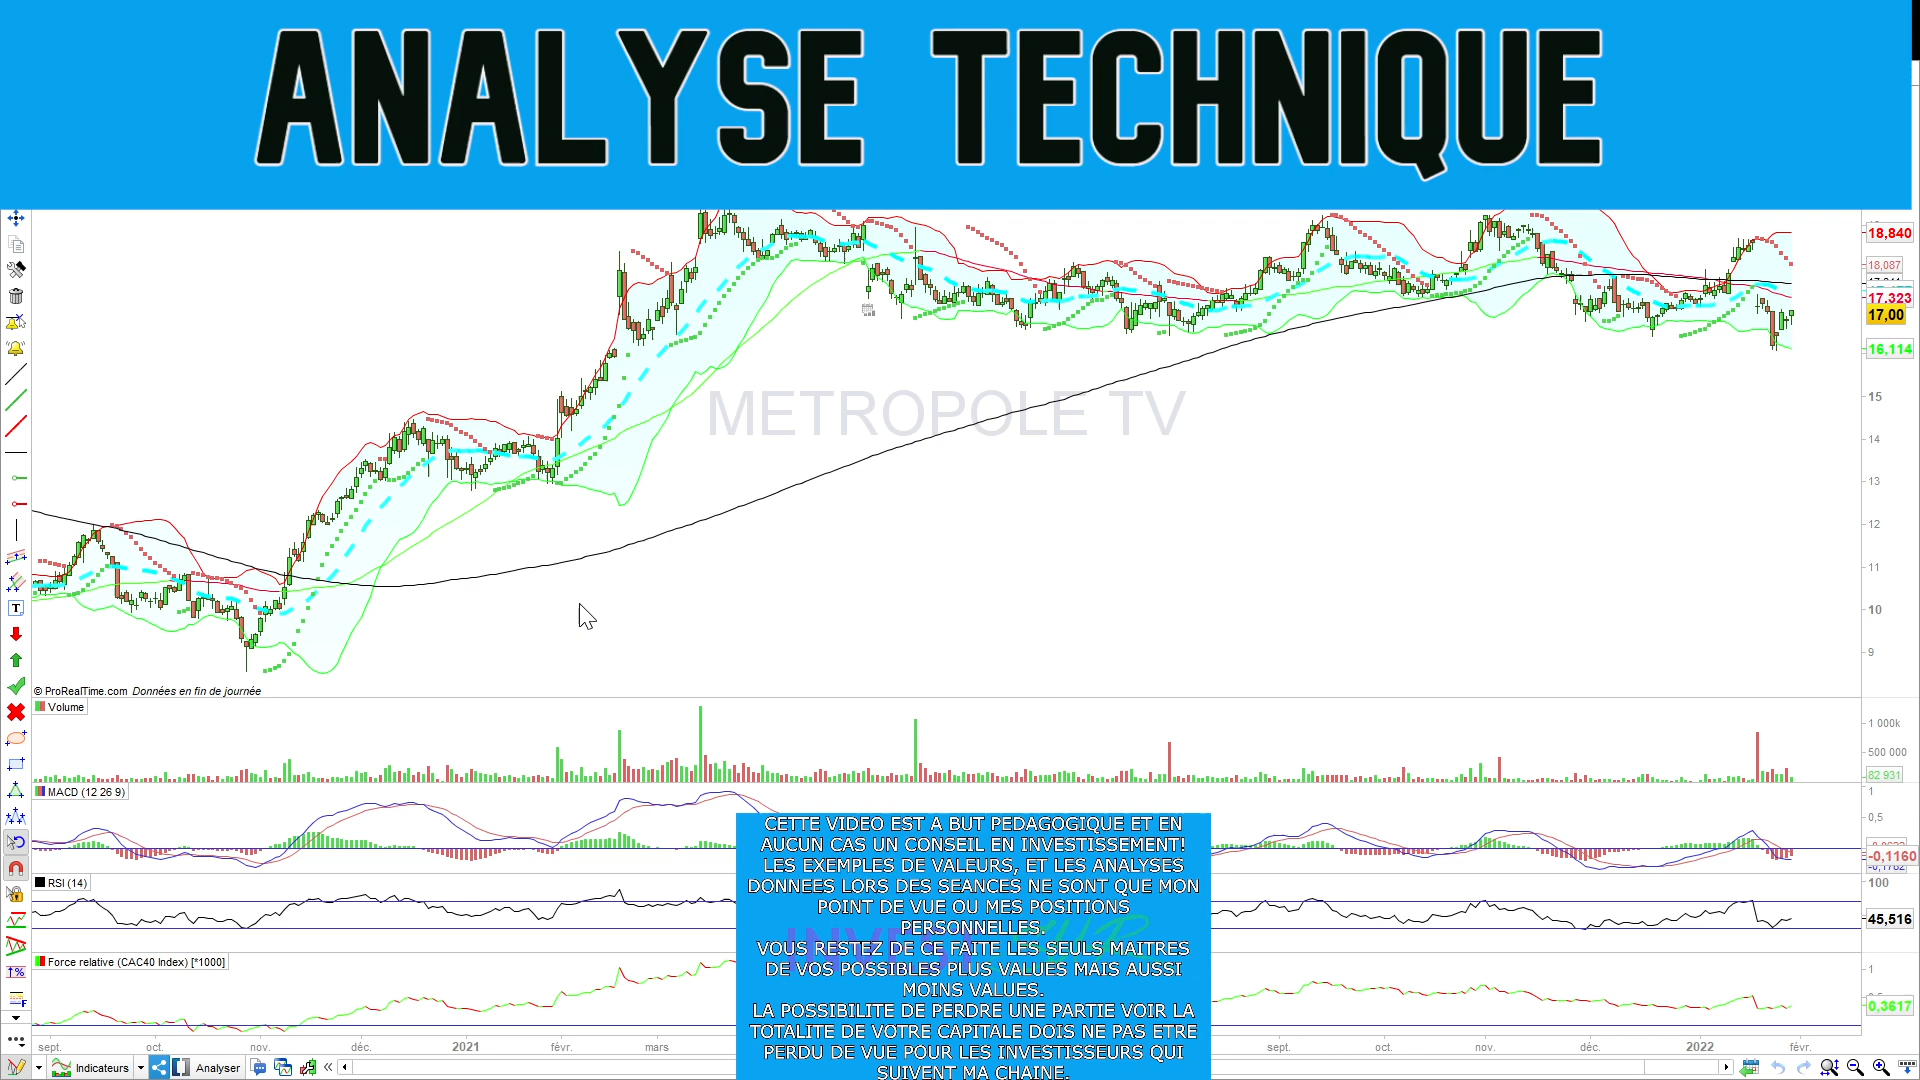 ANALYSE TECHNIQUE
18,840
18,087
17,323
17,00
16,114
METROPOLE TV
15
14
13
12
11
10
9
© ProRealTime.com Données en fin de journée
Volume
1 000k
500 000
82 931
MACD (12 26 9)
1
0,5
-0,1160
CETTE VIDEO EST A BUT PEDAGOGIQUE ET EN
AUCUN CAS UN CONSEIL EN INVESTISSEMENT!
LES EXEMPLES DE VALEURS, ET LES ANALYSES
DONNEES LORS DES SEANCES NE SONT QUE MON
POINT DE VUE OU MES POSITIONS
PERSONNELLES.
VOUS RESTEZ DE CE FAITE LES SEULS MAITRES
DE VOS POSSIBLES PLUS VALUES MAIS AUSSI
MOINS VALUES.
LA POSSIBILITE DE PERDRE UNE PARTIE VOIR LA
TOTALITE DE VOTRE CAPITALE DOIS NE PAS ETRE
PERDU DE VUE POUR LES INVESTISSEURS QUI
SUIVENT MA CHAINE.
RSI (14)
100
45,516
Force relative (CAC40 Index) [*1000]
1
0,3617
sept. oct. nov. déc. 2021 févr. mars sept. oct. nov. déc. 2022 févr.
Indicateurs Analyser